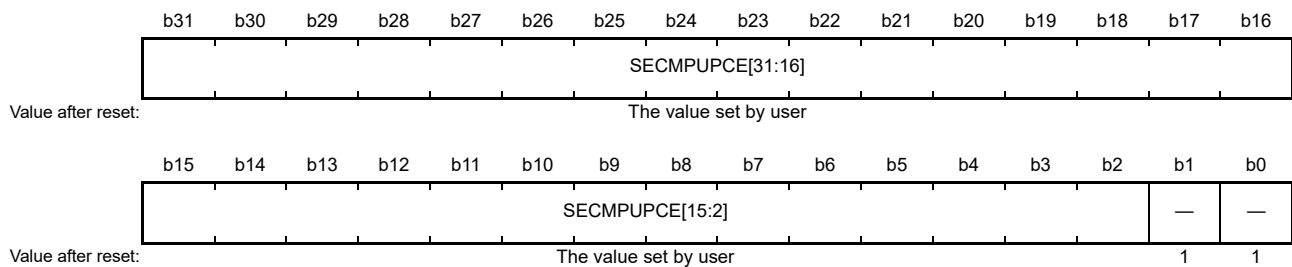 b31 b30 b29 b28 b27 b26 b25 b24 b23 b22 b21 b20 b19 b18 b17 b16
SECMPUPCE[31:16]
Value after reset: The value set by user
b15 b14 b13 b12 b11 b10 b9 b8 b7 b6 b5 b4 b3 b2 b1 b0
SECMPUPCE[15:2] — —
Value after reset: The value set by user 1 1